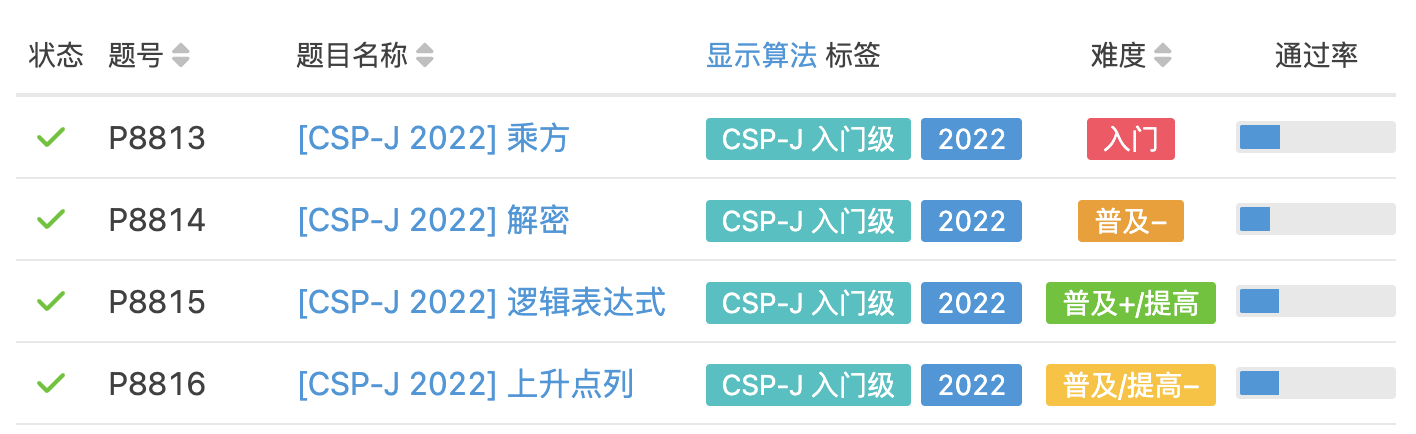 状态 题号 题目名称 显示算法 标签 难度 通过率
P8813 [CSP-J 2022] 乘方 CSP-J 入门级 2022 入门
P8814 [CSP-J 2022] 解密 CSP-J 入门级 2022 普及−
P8815 [CSP-J 2022] 逻辑表达式 CSP-J 入门级 2022 普及+/提高
P8816 [CSP-J 2022] 上升点列 CSP-J 入门级 2022 普及/提高−